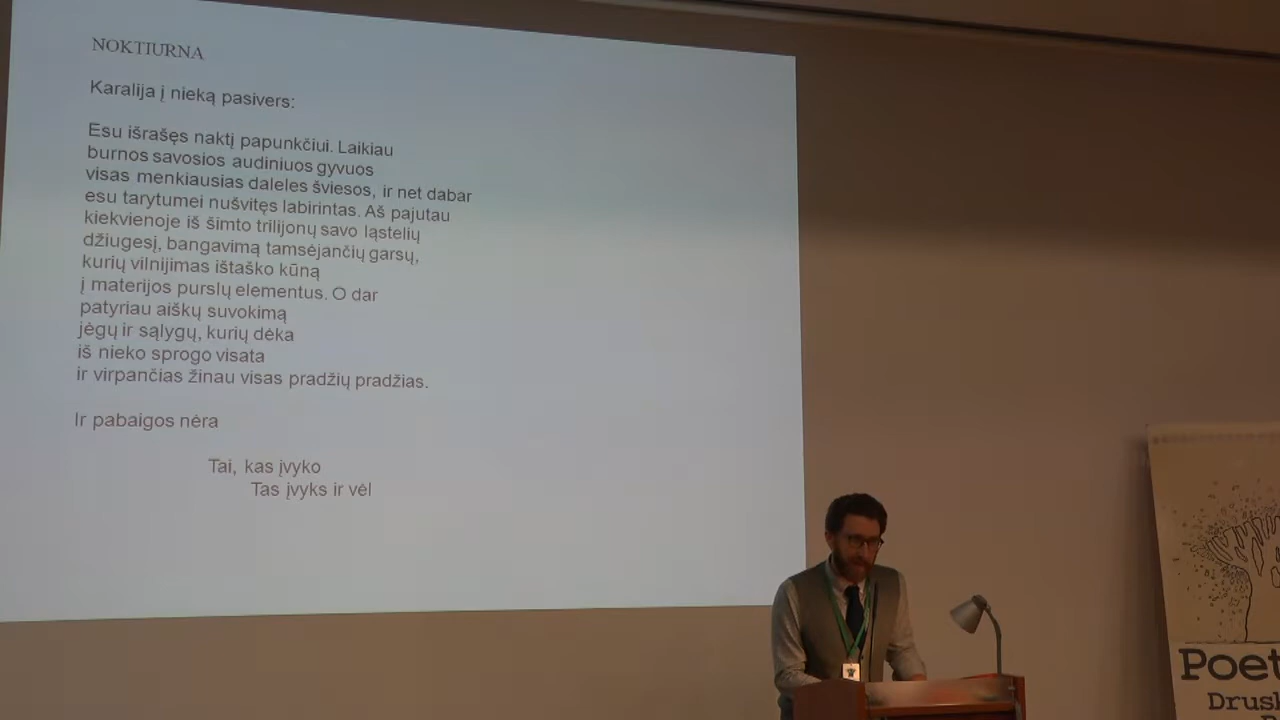 NOKTIURNA
Karalija į nieką pasivers:
Esu išrašęs naktį papunkčiui. Laikiau
burnos savosios audiniuos gyvuos
visas menkiausias daleles šviesos, ir net dabar
esu tarytumei nušvitęs labirintas. Aš pajutau
kiekvienoje iš šimto trilijonų savo ląstelių
džiugesį, bangavimą tamsėjančių garsų,
kurių vilnijimas ištaško kūną
į materijos purslų elementus. O dar
patyriau aiškų suvokimą
jėgų ir sąlygų, kurių dėka
iš nieko sprogo visata
ir virpančias žinau visas pradžių pradžias.
Ir pabaigos nėra
Tai, kas įvyko
Tas įvyks ir vėl
Poet
Drusk